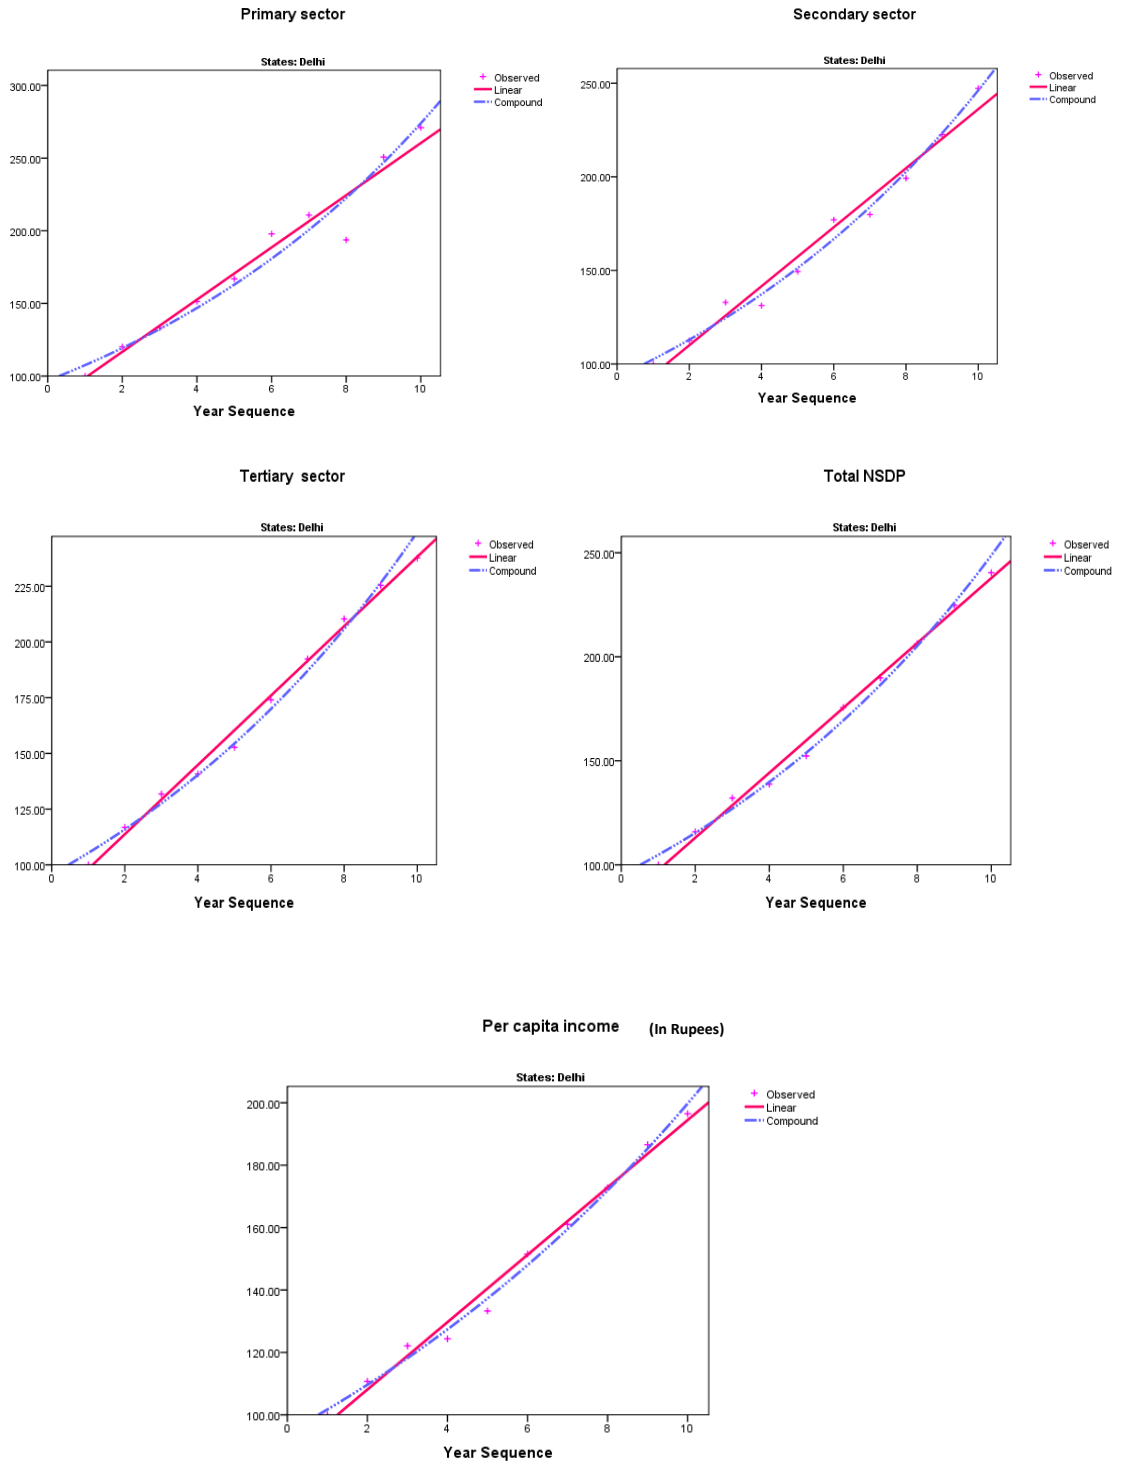 Primary sector
States: Delhi
Observed
Linear
Compound
300.00
250.00
200.00
150.00
100.00
0 2 4 6 8 10
Year Sequence
Secondary sector
States: Delhi
Observed
Linear
Compound
250.00
200.00
150.00
100.00
0 2 4 6 8 10
Year Sequence
Tertiary sector
States: Delhi
Observed
Linear
Compound
225.00
200.00
175.00
150.00
125.00
100.00
0 2 4 6 8 10
Year Sequence
Total NSDP
States: Delhi
Observed
Linear
Compound
250.00
200.00
150.00
100.00
0 2 4 6 8 10
Year Sequence
Per capita income (In Rupees)
States: Delhi
Observed
Linear
Compound
200.00
180.00
160.00
140.00
120.00
100.00
0 2 4 6 8 10
Year Sequence